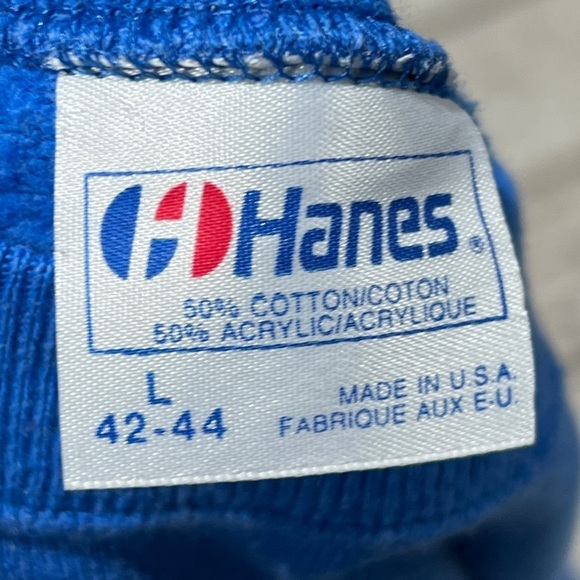 Hanes®
50% COTTON/COTON
50% ACRYLIC/ACRYLIQUE
L
42-44
MADE IN U.S.A.
FABRIQUE AUX E.U.